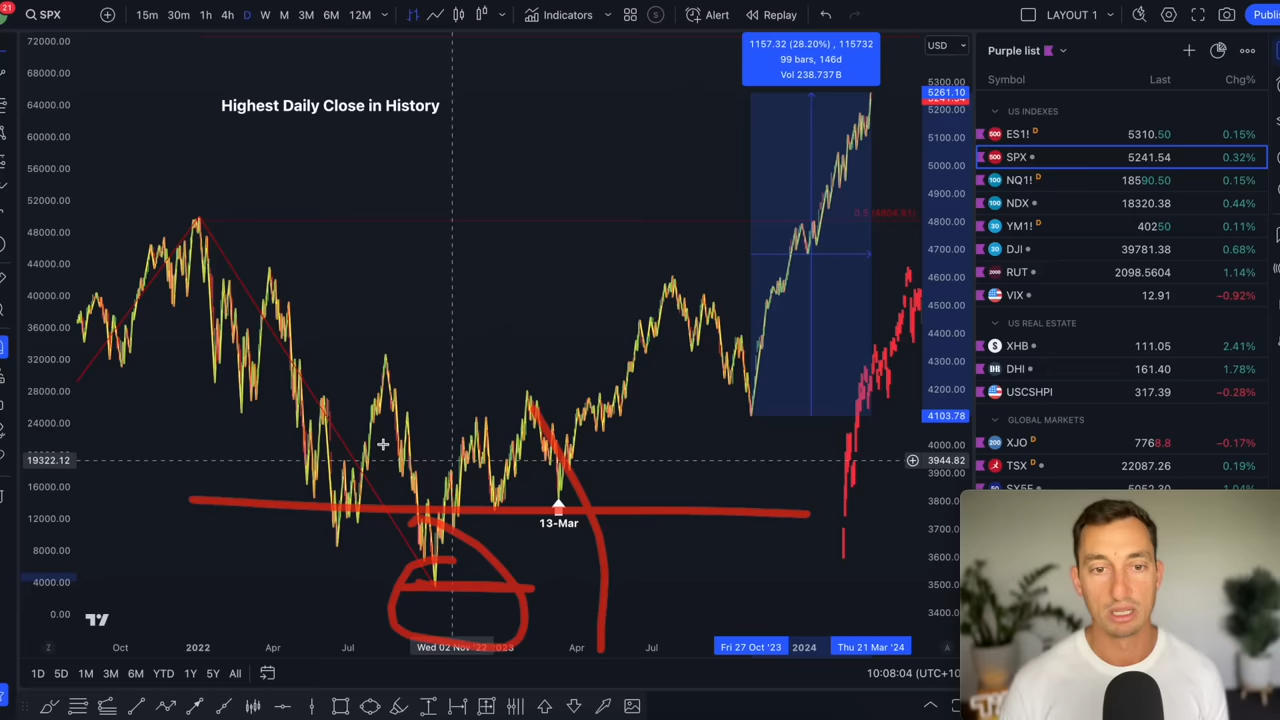 21
SPX
15m 30m 1h 4h D W M 3M 6M 12M
Indicators
S
Alert
Replay
LAYOUT 1
Publi
72000.00
68000.00
64000.00
60000.00
56000.00
52000.00
48000.00
44000.00
40000.00
36000.00
32000.00
28000.00
24000.00
19322.12
16000.00
12000.00
8000.00
4000.00
0.00
Highest Daily Close in History
1157.32 (28.20%) , 115732
99 bars, 146d
Vol 238.737B
0.5 (4804.81)
13-Mar
USD
5300.00
5261.10
5241.54
5200.00
5100.00
5000.00
4900.00
4800.00
4700.00
4600.00
4500.00
4400.00
4300.00
4200.00
4103.78
4000.00
3944.82
3900.00
3800.00
3700.00
3600.00
3500.00
3400.00
Z
Oct
2022
Apr
Jul
Wed 02 Nov '22
2023
Apr
Jul
Fri 27 Oct '23
2024
Thu 21 Mar '24
A
1D 5D 1M 3M 6M YTD 1Y 5Y All
10:08:04 (UTC+10
Purple list
Symbol Last Chg%
US INDEXES
ES1! D 5310.50 0.15%
SPX 5241.54 0.32%
NQ1! D 18590.50 0.15%
NDX 18320.38 0.44%
YM1! D 40250 0.11%
DJI 39781.38 0.68%
RUT 2098.5604 1.14%
VIX 12.91 −0.92%
US REAL ESTATE
XHB 111.05 2.41%
DHI 161.40 1.78%
USCSHPI 317.39 −0.28%
GLOBAL MARKETS
XJO D 7768.8 −0.17%
TSX D 22087.26 0.19%